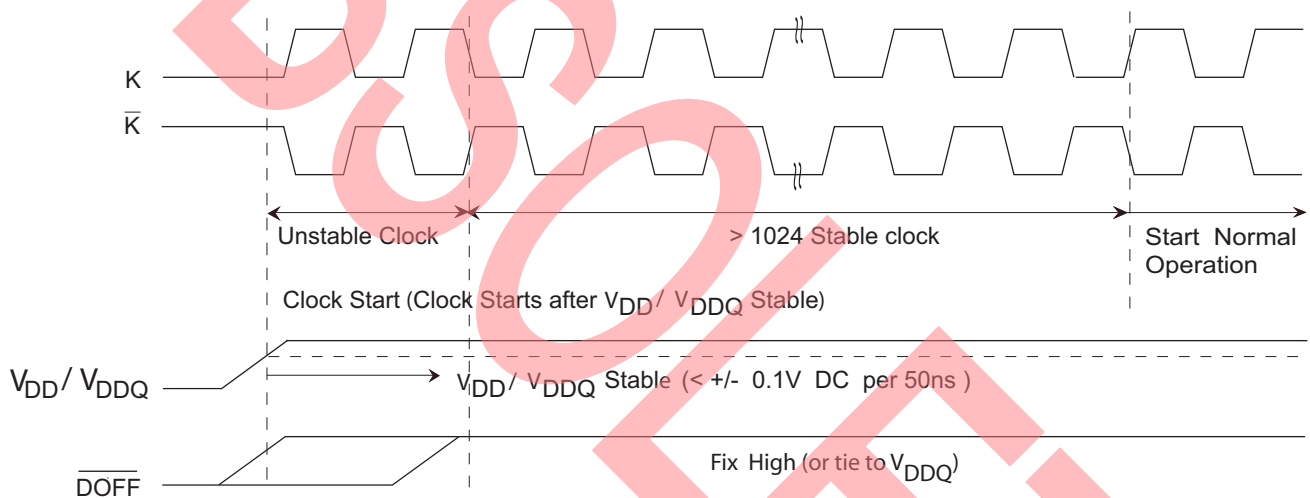 K
K̅
Unstable Clock
> 1024 Stable clock
Start Normal
Operation
Clock Start (Clock Starts after VDD / VDDQ Stable)
VDD / VDDQ
VDD / VDDQ Stable (< +/- 0.1V DC per 50ns )
D̅O̅F̅F̅
Fix High (or tie to VDDQ)